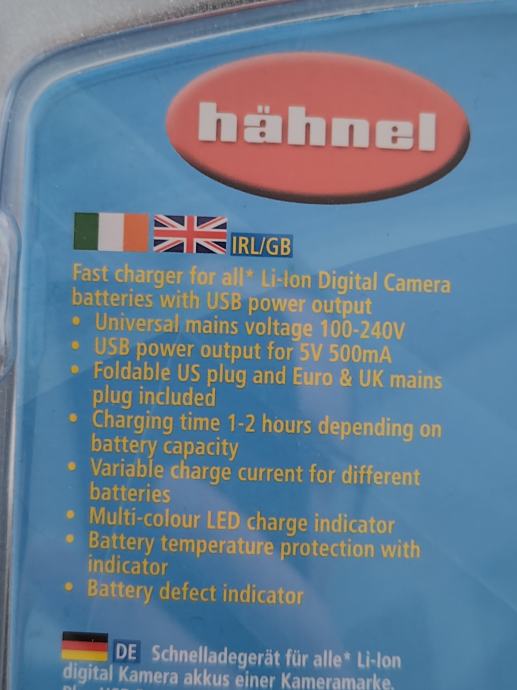 hähnel
IRL/GB
Fast charger for all* Li-Ion Digital Camera
batteries with USB power output
• Universal mains voltage 100-240V
• USB power output for 5V 500mA
• Foldable US plug and Euro & UK mains
plug included
• Charging time 1-2 hours depending on
battery capacity
• Variable charge current for different
batteries
• Multi-colour LED charge indicator
• Battery temperature protection with
indicator
• Battery defect indicator
DE Schnelladegerät für alle* Li-Ion
digital Kamera akkus einer Kameramarke.